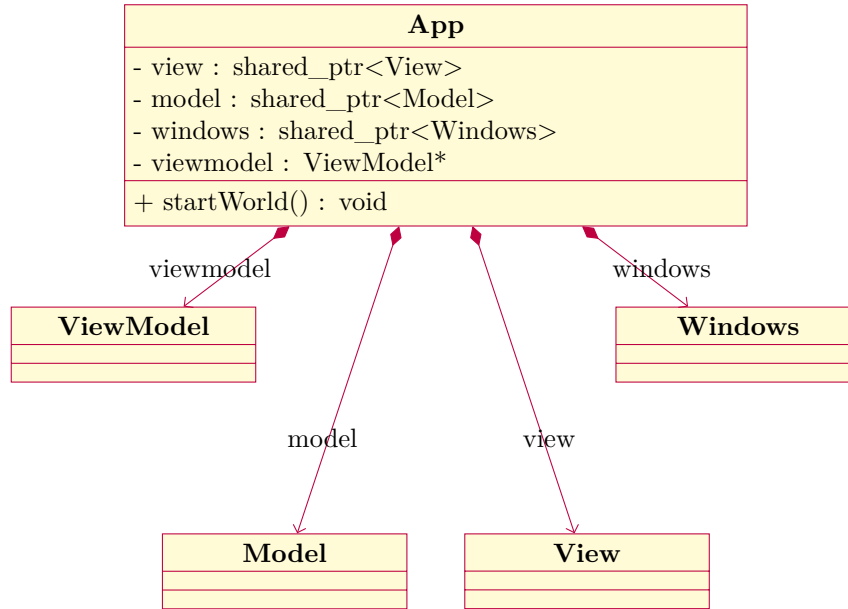 App
- view : shared_ptr<View>
- model : shared_ptr<Model>
- windows : shared_ptr<Windows>
- viewmodel : ViewModel*
+ startWorld() : void
viewmodel
windows
ViewModel
Windows
model
view
Model
View